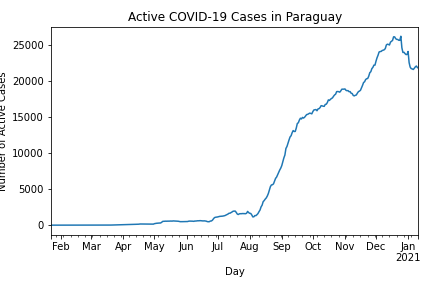 Active COVID-19 Cases in Paraguay
Number of Active Cases
25000
20000
15000
10000
5000
0
Feb Mar Apr May Jun Jul Aug Sep Oct Nov Dec Jan
2021
Day